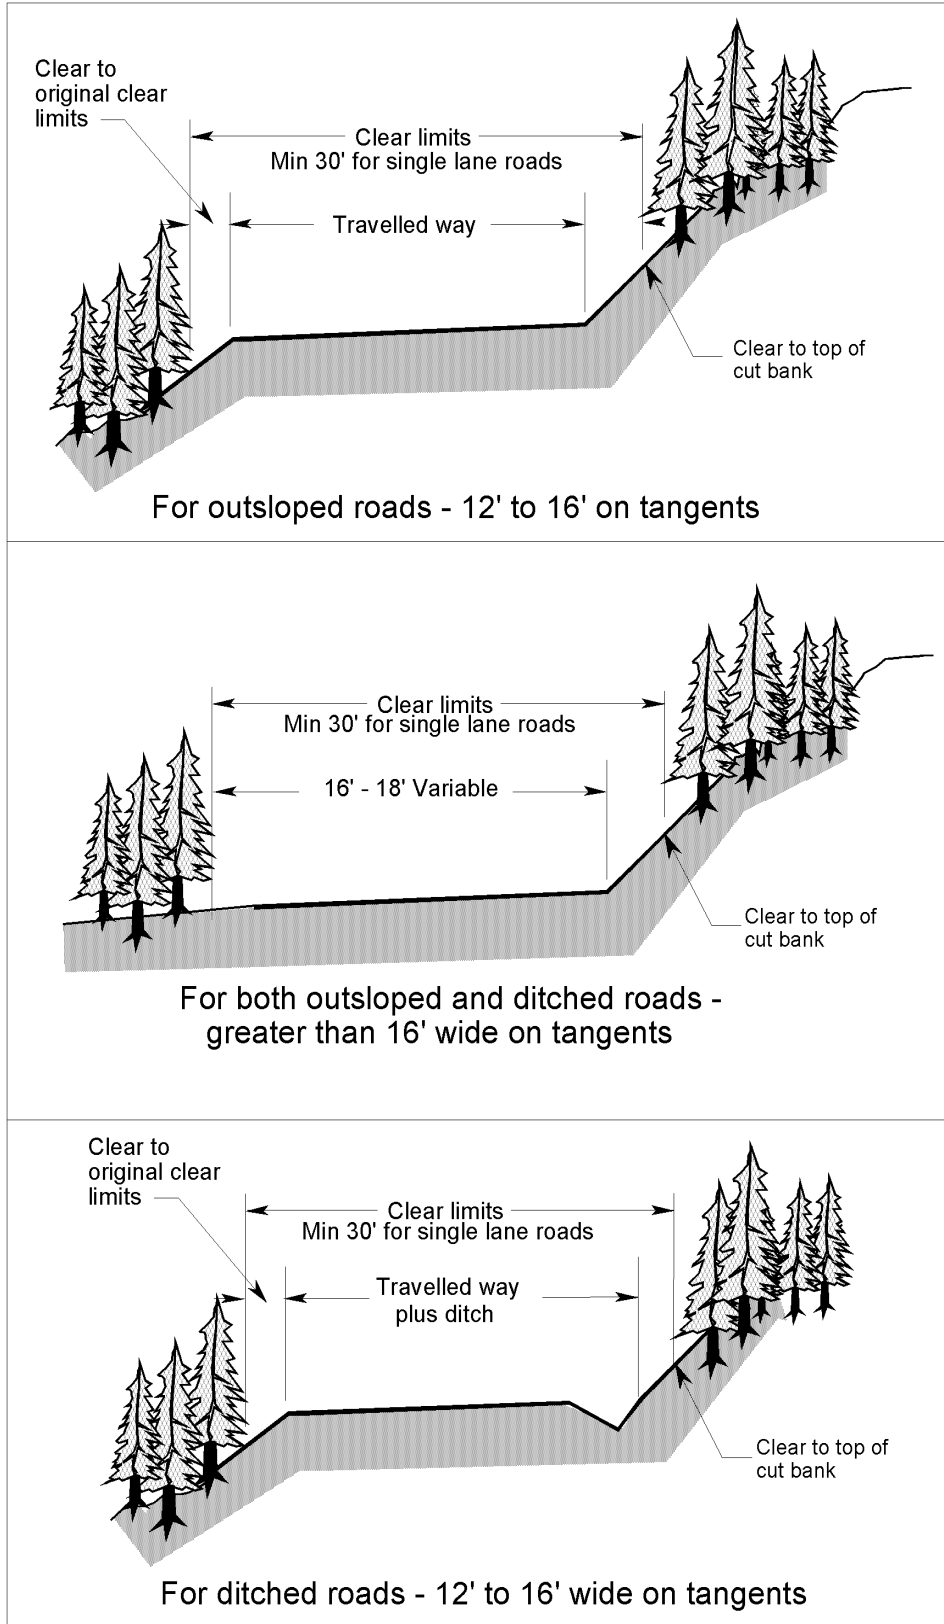 Clear to
original clear
limits
Clear limits
Min 30' for single lane roads
Travelled way
Clear to top of
cut bank
For outsloped roads - 12' to 16' on tangents
Clear limits
Min 30' for single lane roads
16' - 18' Variable
Clear to top of
cut bank
For both outsloped and ditched roads -
greater than 16' wide on tangents
Clear to
original clear
limits
Clear limits
Min 30' for single lane roads
Travelled way
plus ditch
Clear to top of
cut bank
For ditched roads - 12' to 16' wide on tangents